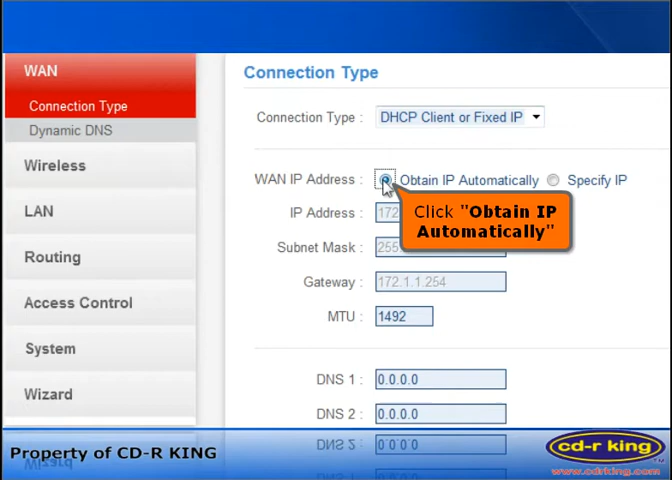 WAN
Connection Type
Dynamic DNS
Wireless
LAN
Routing
Access Control
System
Wizard
Connection Type
Connection Type : DHCP Client or Fixed IP
WAN IP Address : Obtain IP Automatically Specify IP
IP Address : 172
Subnet Mask : 255
Gateway : 172.1.1.254
MTU : 1492
DNS 1 : 0.0.0.0
DNS 2 : 0.0.0.0
Click "Obtain IP
Automatically"
Property of CD-R KING
cd-r king
TM
www.cdrking.com